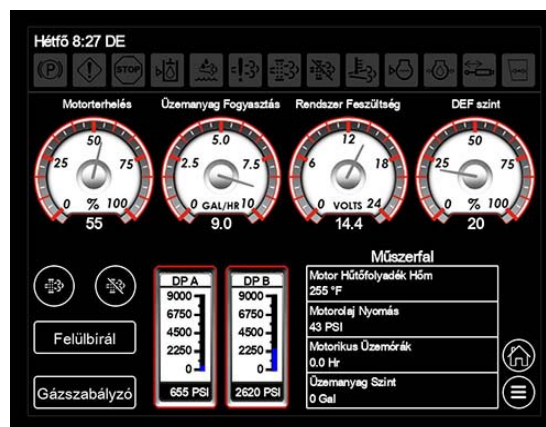 Hétfő 8:27 DE
(P) STOP
Motorterhelés Üzemanyag Fogyasztás Rendszer Feszültség DEF szint
50 5.0 12 50
25 75 2.5 7.5 6 18 25 75
0 % 100 0 GAL/HR 10 0 VOLTS 24 0 % 100
55 9.0 14.4 20
Műszerfal
DP A DP B Motor Hűtőfolyadék Hőm
9000 9000 255 °F
6750 6750 Motorolaj Nyomás
4500 4500 43 PSI
2250 2250 Motorikus Üzemórák
0 0 0.0 Hr
Felülbírál
Üzemanyag Szint
Gázszabályzó 655 PSI 2620 PSI 0 Gal